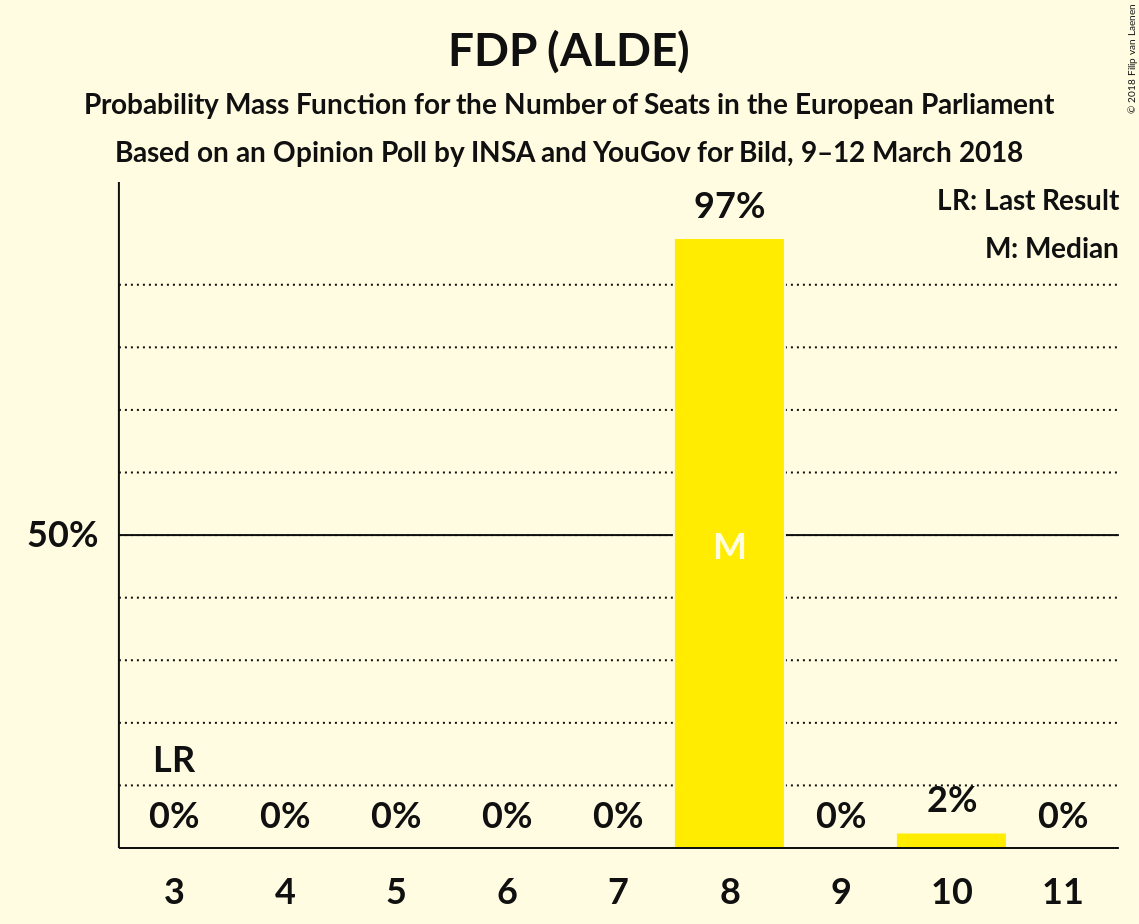 FDP (ALDE)
Probability Mass Function for the Number of Seats in the European Parliament
Based on an Opinion Poll by INSA and YouGov for Bild, 9–12 March 2018
© 2018 Filip van Laenen
LR: Last Result
M: Median
97%
50%
M
LR
0% 0% 0% 0% 0% 0% 2% 0%
3 4 5 6 7 8 9 10 11